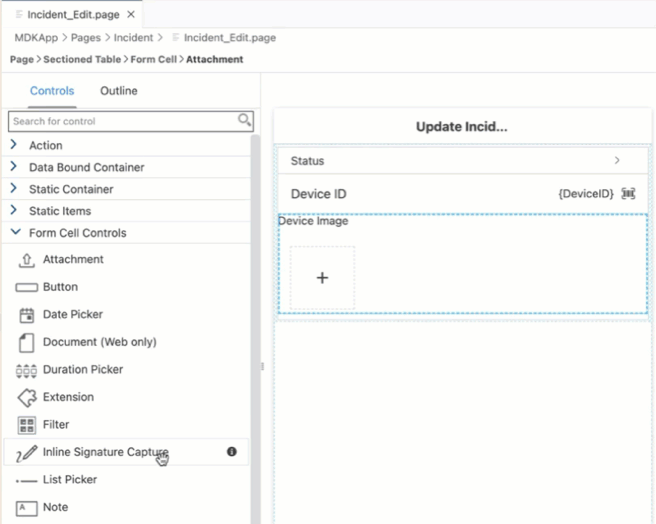 Incident_Edit.page ×
MDKApp > Pages > Incident > Incident_Edit.page
Page > Sectioned Table > Form Cell > Attachment
Controls Outline
Search for control
Action
Data Bound Container
Static Container
Static Items
Form Cell Controls
Attachment
Button
Date Picker
Document (Web only)
Duration Picker
Extension
Filter
Inline Signature Capture
List Picker
A Note
Update Incid...
Status >
Device ID {DeviceID}
Device Image
+